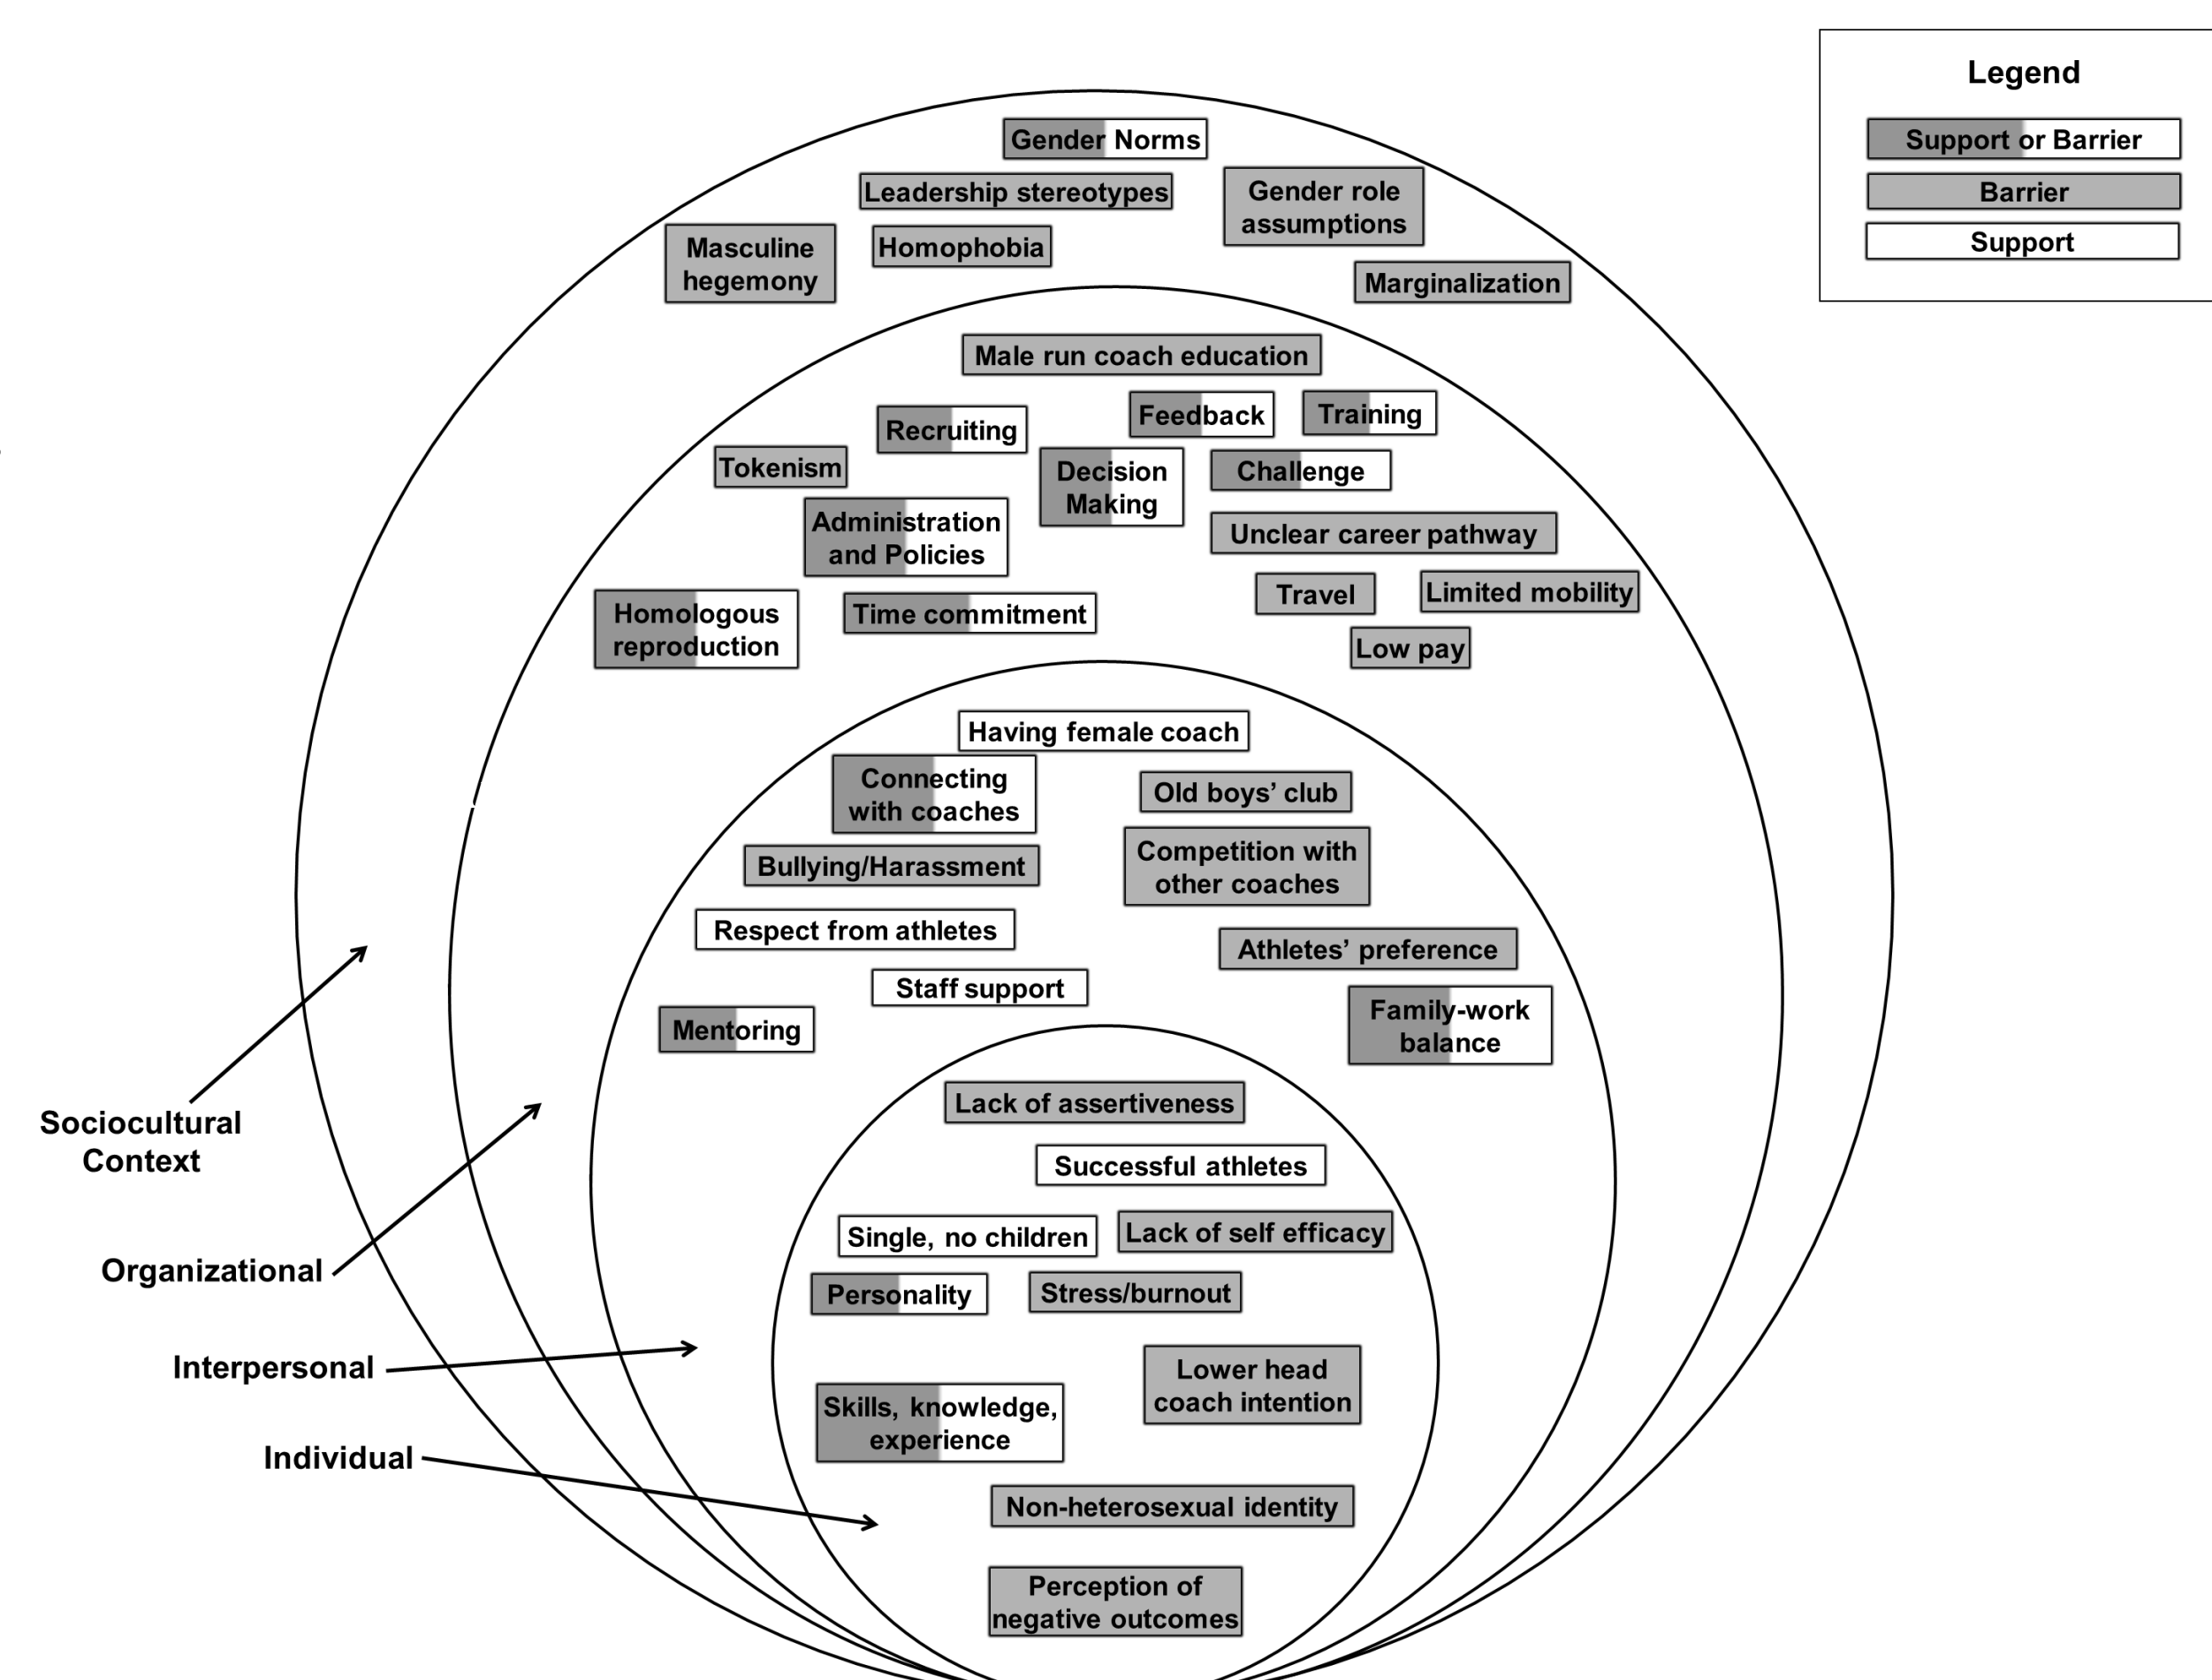 Legend
Support or Barrier
Barrier
Support
Gender Norms
Leadership stereotypes
Gender role
assumptions
Masculine
hegemony
Homophobia
Marginalization
Male run coach education
Recruiting
Feedback
Training
Tokenism
Decision
Making
Challenge
Administration
and Policies
Unclear career pathway
Travel
Limited mobility
Homologous
reproduction
Time commitment
Low pay
Having female coach
Connecting
with coaches
Old boys’ club
Bullying/Harassment
Competition with
other coaches
Respect from athletes
Athletes’ preference
Staff support
Mentoring
Family-work
balance
Lack of assertiveness
Sociocultural
Context
Successful athletes
Single, no children
Lack of self efficacy
Organizational
Personality
Stress/burnout
Interpersonal
Lower head
coach intention
Skills, knowledge,
experience
Individual
Non-heterosexual identity
Perception of
negative outcomes